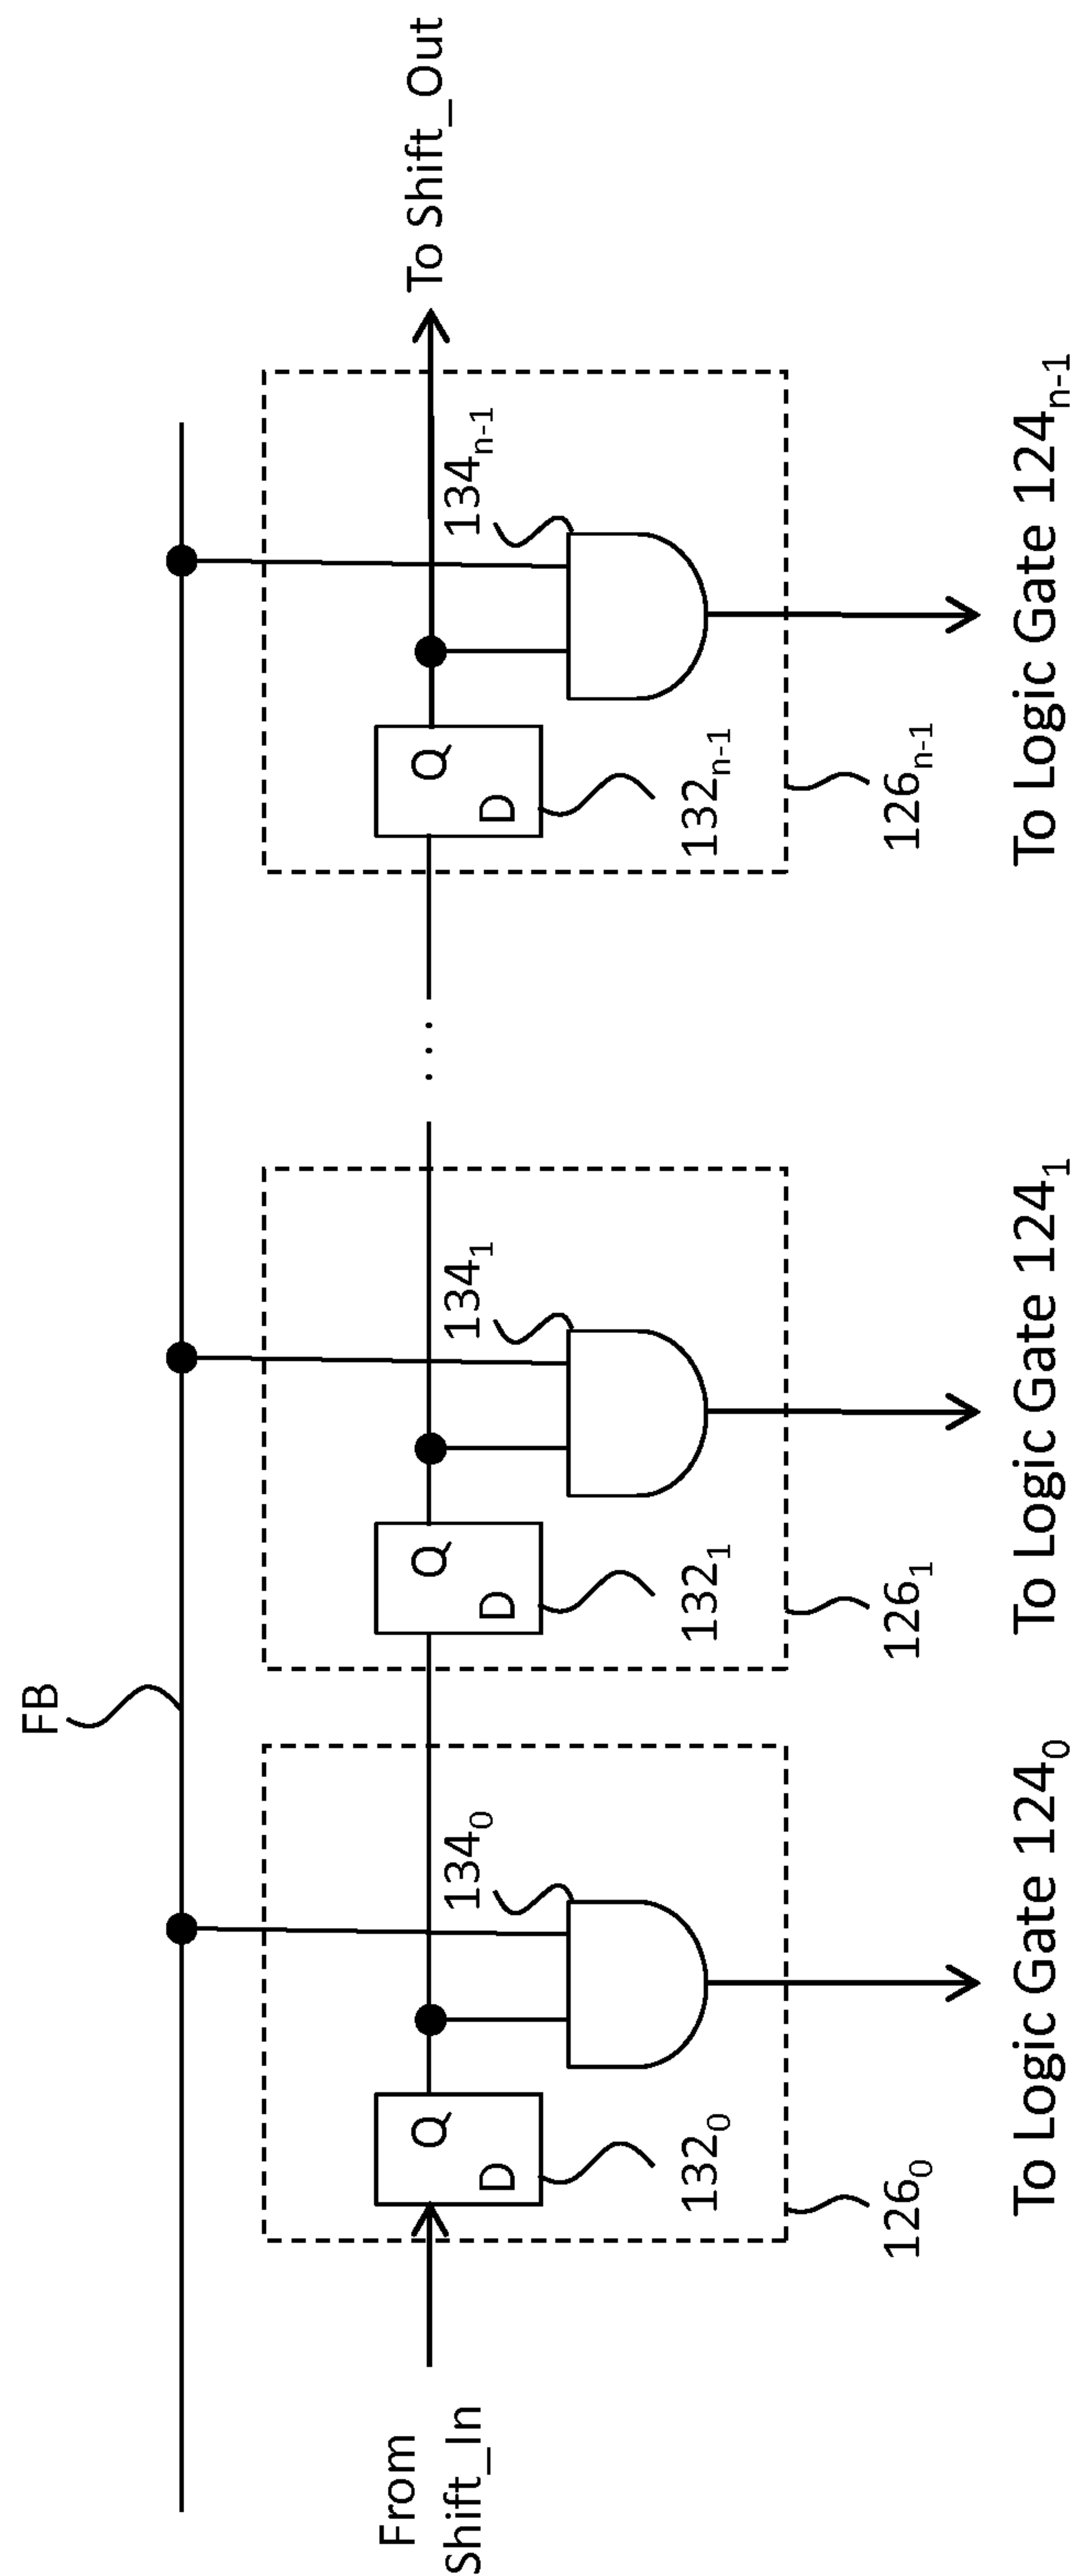 FB
From
Shift_In
To Shift_Out
D
Q
134₀
132₀
126₀
To Logic Gate 124₀
D
Q
134₁
132₁
126₁
To Logic Gate 124₁
. . .
D
Q
134ₙ₋₁
132ₙ₋₁
126ₙ₋₁
To Logic Gate 124ₙ₋₁